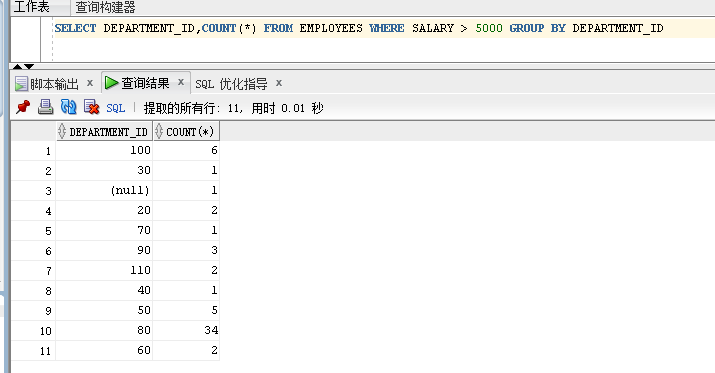 工作表 查询构建器
SELECT DEPARTMENT_ID,COUNT(*) FROM EMPLOYEES WHERE SALARY > 5000 GROUP BY DEPARTMENT_ID
脚本输出 x 查询结果 x SQL 优化指导 x
SQL | 提取的所有行: 11, 用时 0.01 秒
DEPARTMENT_ID COUNT(*)
1 100 6
2 30 1
3 (null) 1
4 20 2
5 70 1
6 90 3
7 110 2
8 40 1
9 50 5
10 80 34
11 60 2